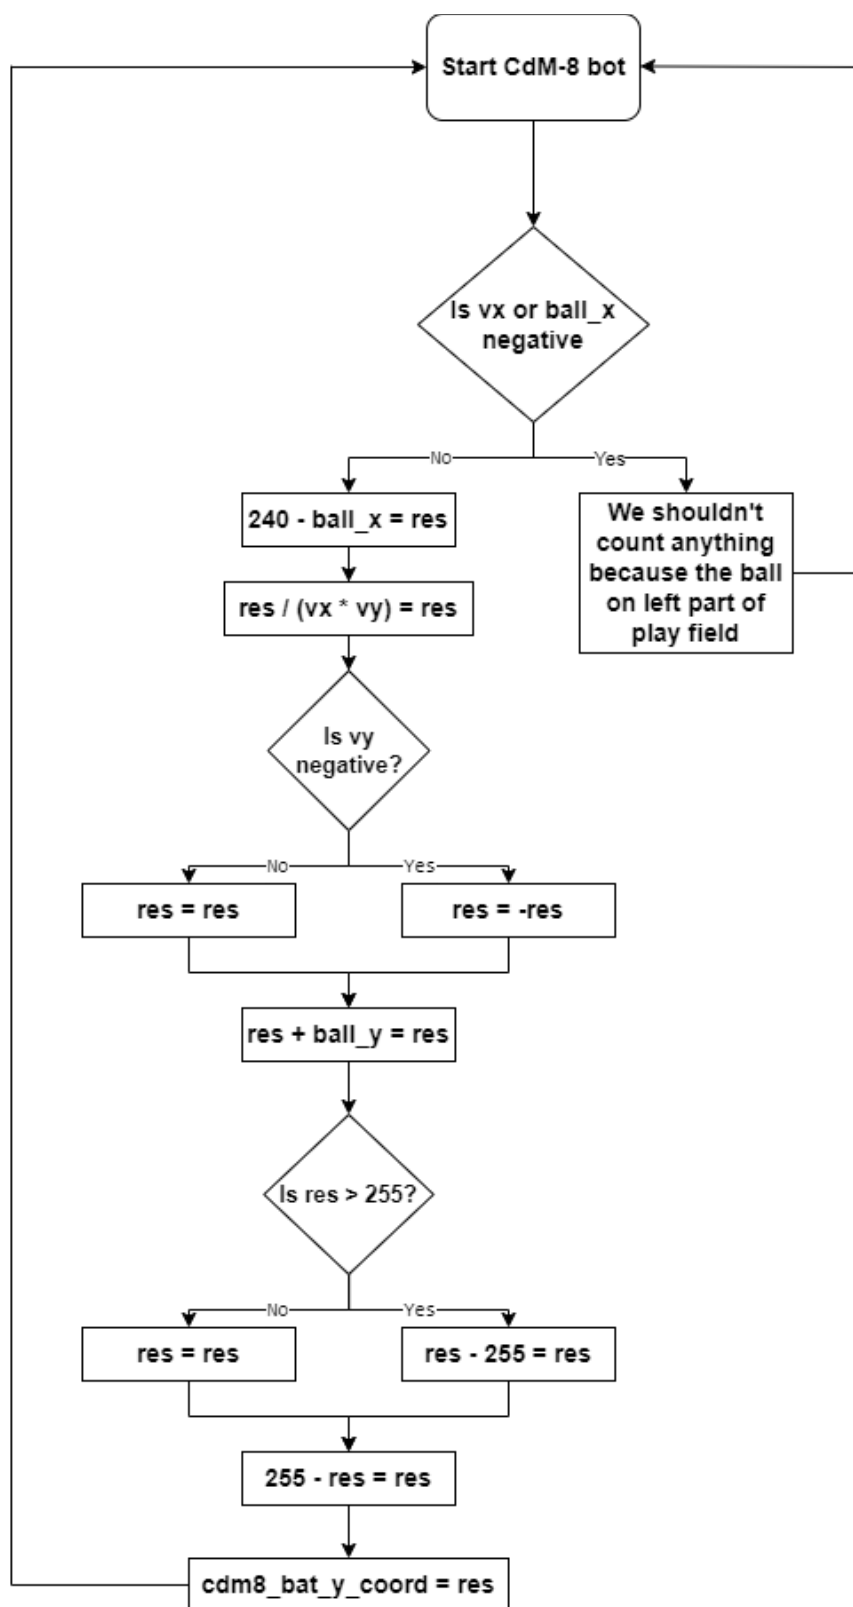 Start CdM-8 bot
Is vx or ball_x
negative
No
Yes
240 - ball_x = res
We shouldn't
count anything
because the ball
on left part of
play field
res / (vx * vy) = res
Is vy
negative?
No
Yes
res = res
res = -res
res + ball_y = res
Is res > 255?
No
Yes
res = res
res - 255 = res
255 - res = res
cdm8_bat_y_coord = res